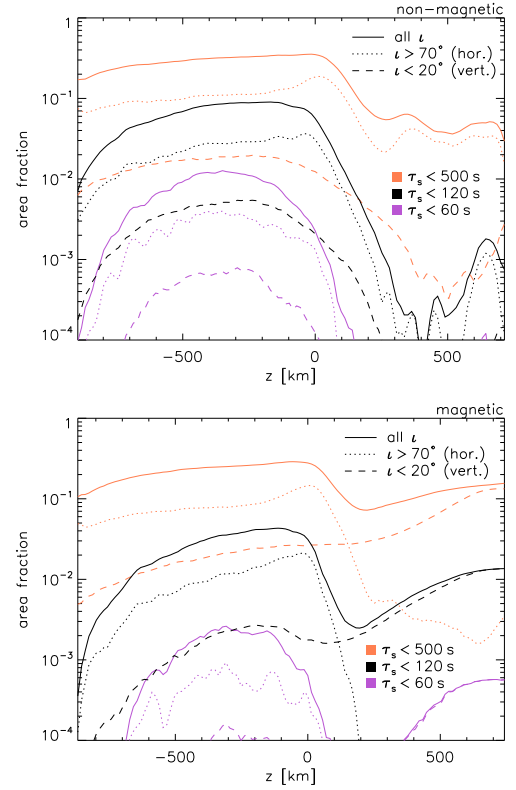 non-magnetic
all ι
ι > 70° (hor.)
ι < 20° (vert.)
τs < 500 s
τs < 120 s
τs < 60 s
area fraction
1
10⁻¹
10⁻²
10⁻³
10⁻⁴
−500 0 500
z [km]
magnetic
all ι
ι > 70° (hor.)
ι < 20° (vert.)
τs < 500 s
τs < 120 s
τs < 60 s
area fraction
1
10⁻¹
10⁻²
10⁻³
10⁻⁴
−500 0 500
z [km]